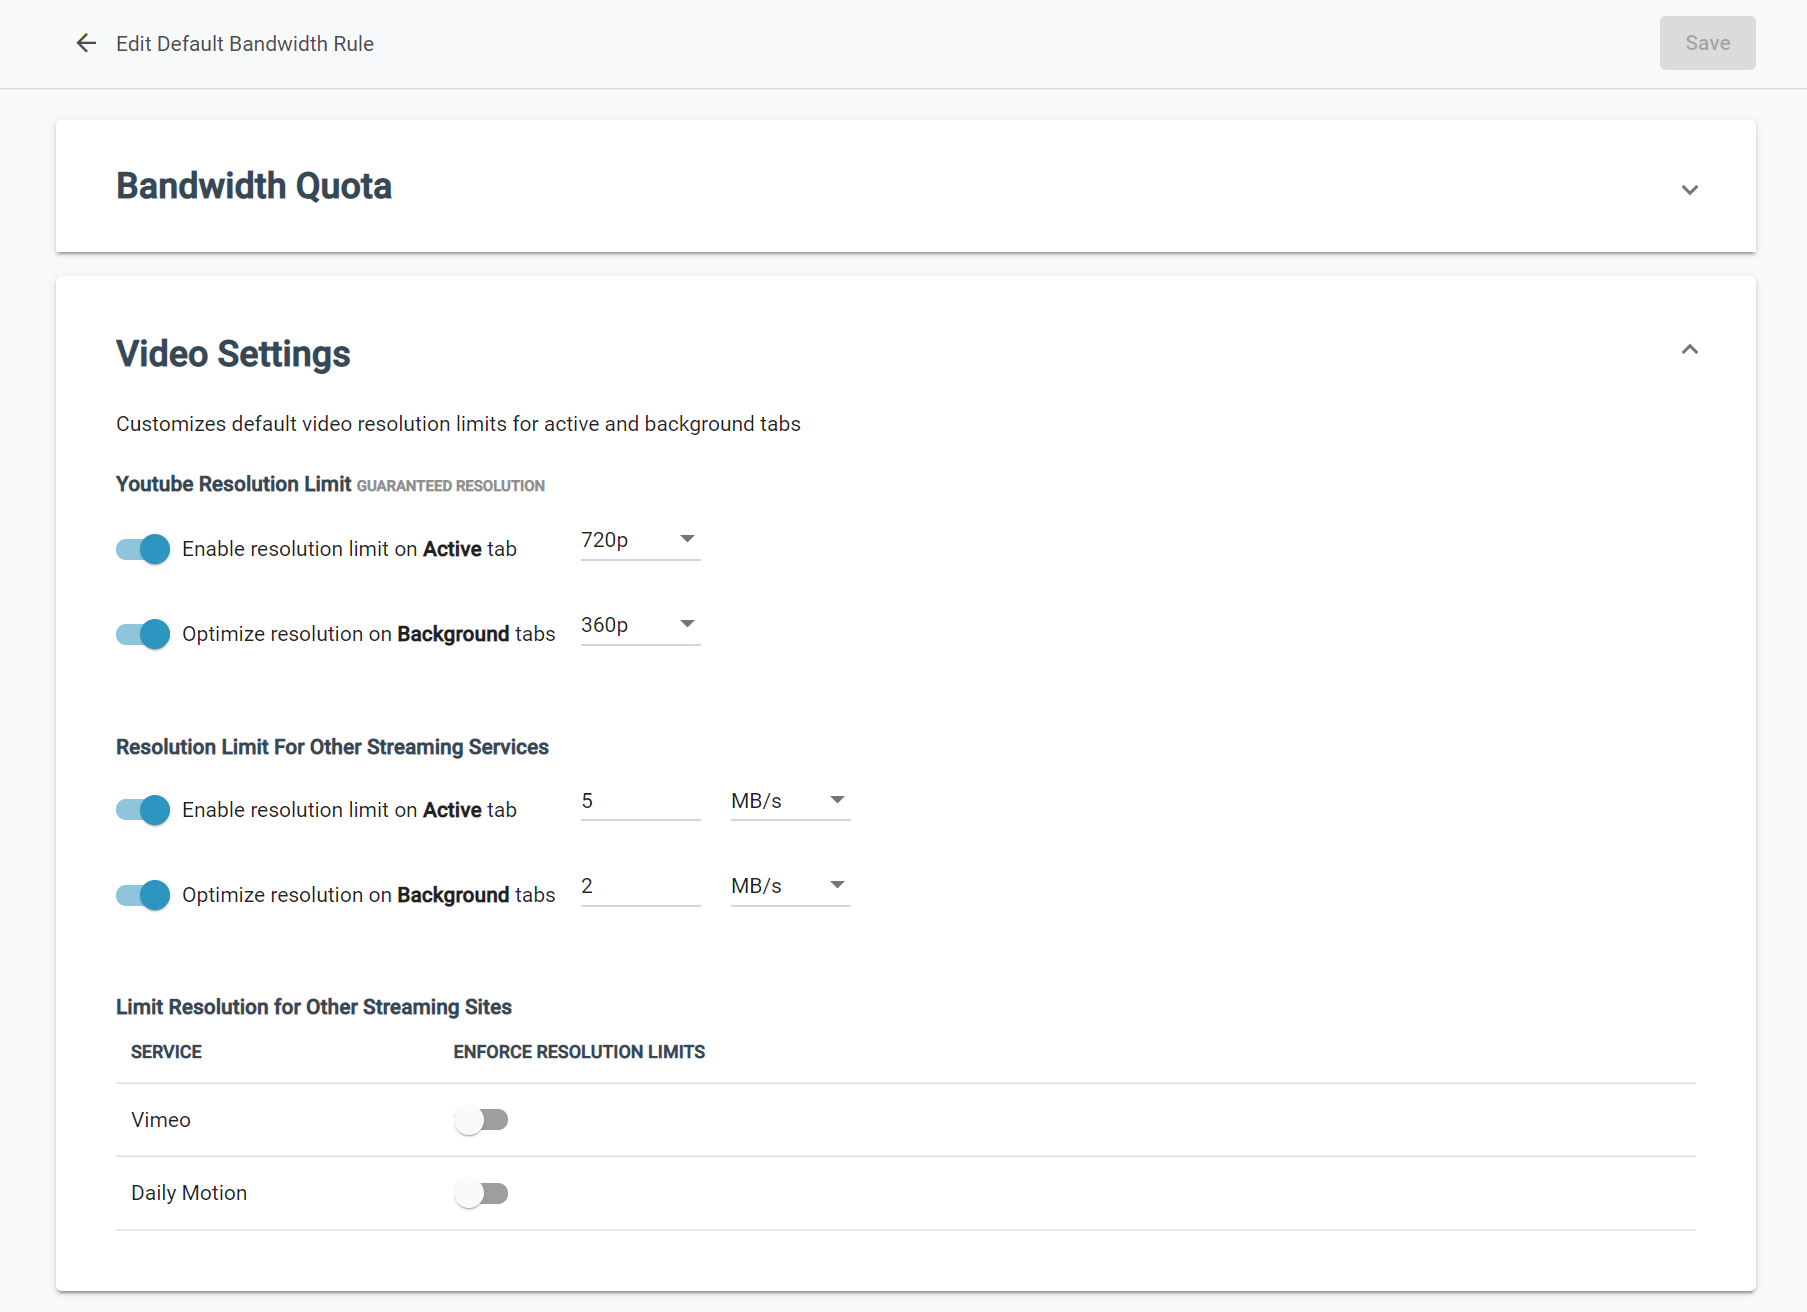 Edit Default Bandwidth Rule
Save
Bandwidth Quota
Video Settings
Customizes default video resolution limits for active and background tabs
Youtube Resolution Limit GUARANTEED RESOLUTION
Enable resolution limit on Active tab 720p
Optimize resolution on Background tabs 360p
Resolution Limit For Other Streaming Services
Enable resolution limit on Active tab 5 MB/s
Optimize resolution on Background tabs 2 MB/s
Limit Resolution for Other Streaming Sites
SERVICE ENFORCE RESOLUTION LIMITS
Vimeo
Daily Motion